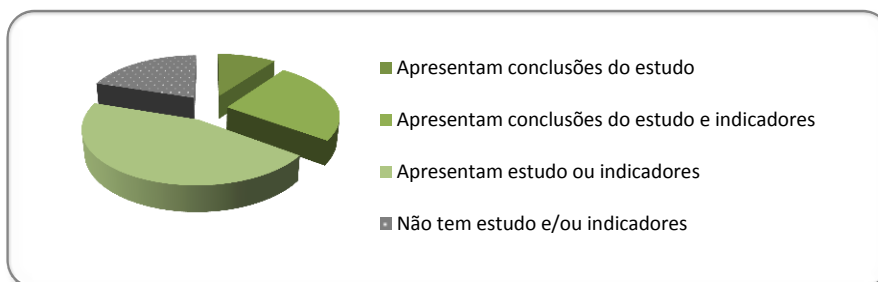 Apresentam conclusões do estudo
Apresentam conclusões do estudo e indicadores
Apresentam estudo ou indicadores
Não tem estudo e/ou indicadores